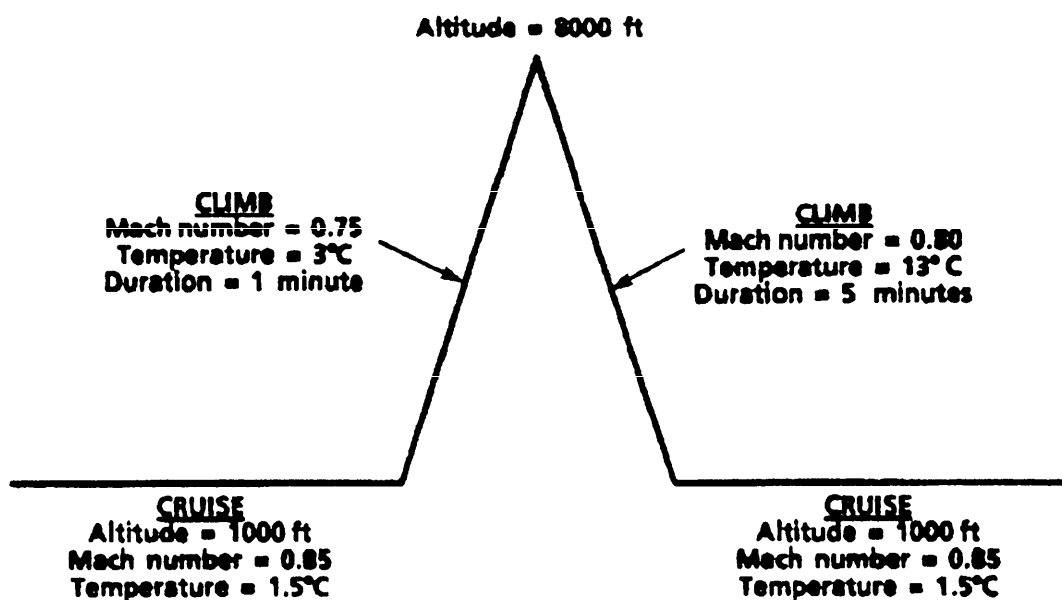 Altitude = 8000 ft
CLIMB
Mach number = 0.75
Temperature = 3°C
Duration = 1 minute
CLIMB
Mach number = 0.80
Temperature = 13°C
Duration = 5 minutes
CRUISE
Altitude = 1000 ft
Mach number = 0.85
Temperature = 1.5°C
CRUISE
Altitude = 1000 ft
Mach number = 0.85
Temperature = 1.5°C